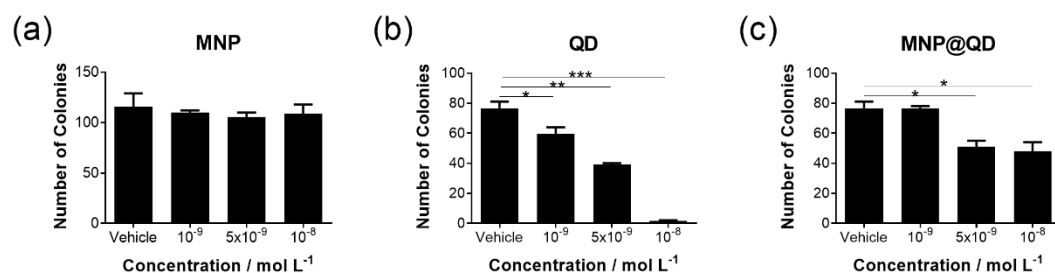 (a)
MNP
Number of Colonies
150
100
50
0
Vehicle 10⁻⁹ 5x10⁻⁹ 10⁻⁸
Concentration / mol L⁻¹
(b)
QD
Number of Colonies
100
80
60
40
20
0
***
**
*
Vehicle 10⁻⁹ 5x10⁻⁹ 10⁻⁸
Concentration / mol L⁻¹
(c)
MNP@QD
Number of Colonies
100
80
60
40
20
0
*
*
Vehicle 10⁻⁹ 5x10⁻⁹ 10⁻⁸
Concentration / mol L⁻¹